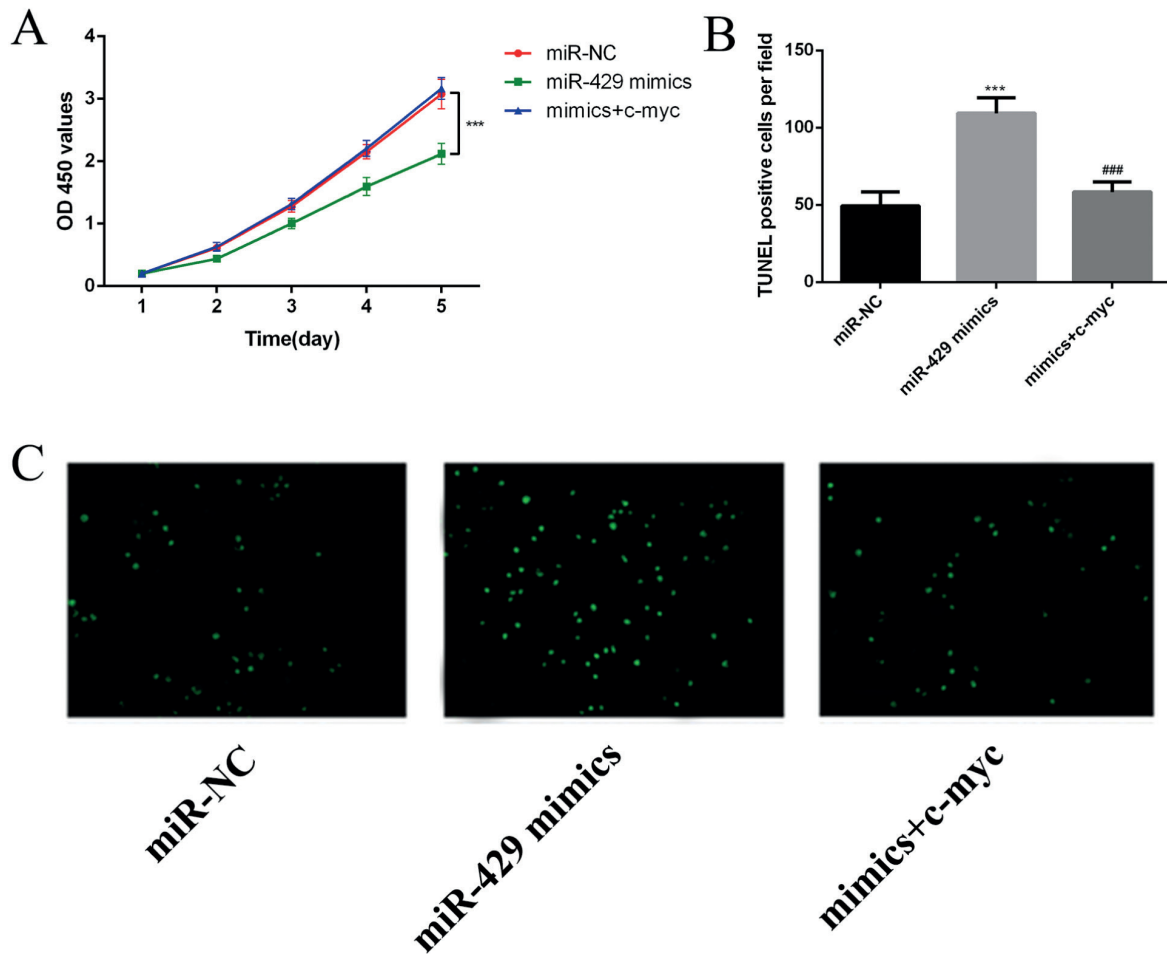 A
4
3
2
1
0
OD 450 values
1 2 3 4 5
Time(day)
miR-NC
miR-429 mimics
mimics+c-myc
***
B
150
100
50
0
TUNEL positive cells per field
***
###
miR-NC
miR-429 mimics
mimics+c-myc
C
miR-NC
miR-429 mimics
mimics+c-myc